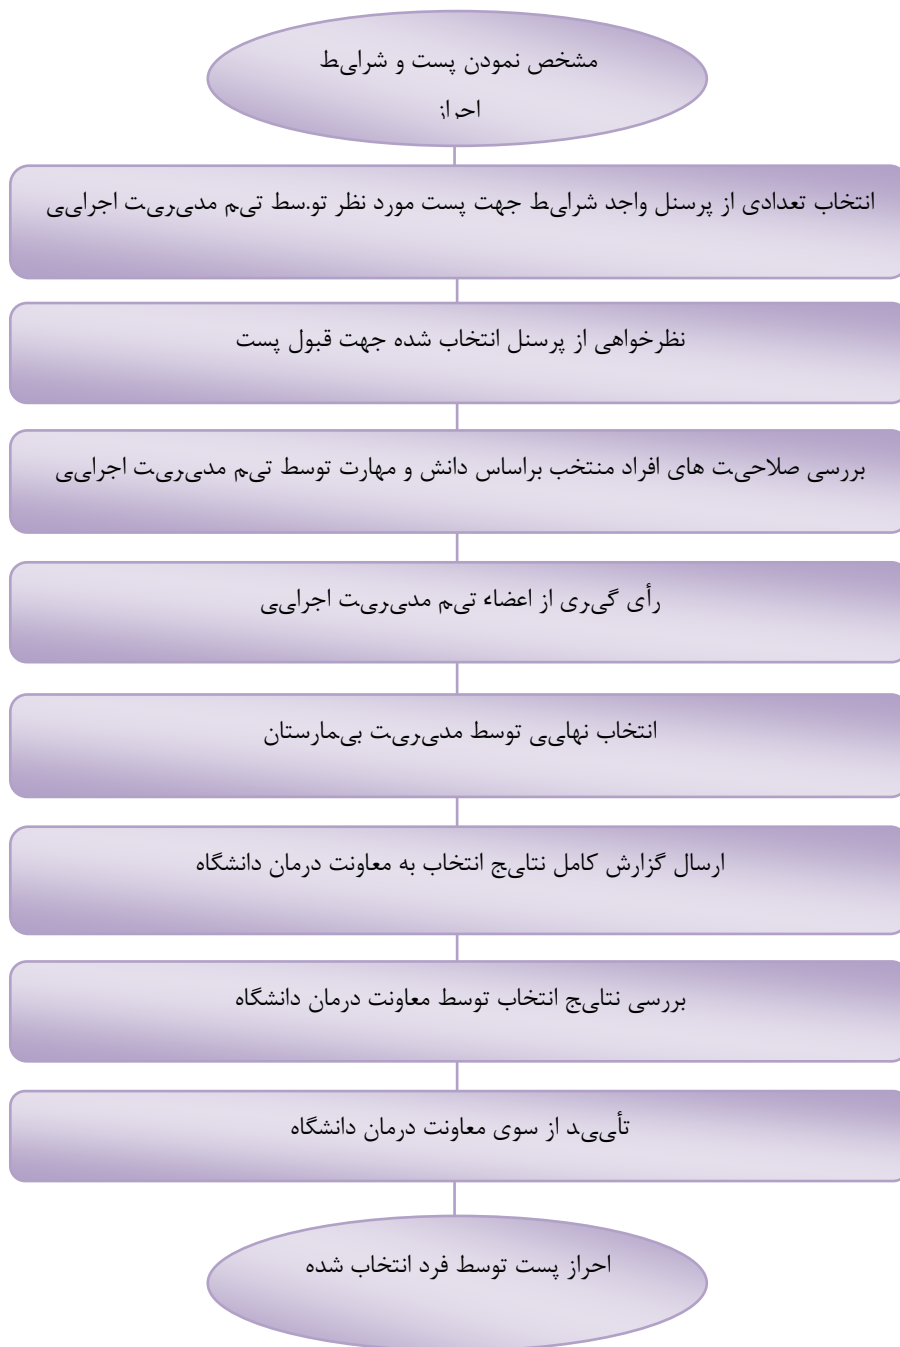 مشخص نمودن پست و شرایط
احراز
انتخاب تعدادی از پرسنل واجد شرایط جهت پست مورد نظر توسط تیم مدیریت اجرایی
نظرخواهی از پرسنل انتخاب شده جهت قبول پست
بررسی صلاحیت های افراد منتخب براساس دانش و مهارت توسط تیم مدیریت اجرایی
رأی گیری از اعضاء تیم مدیریت اجرایی
انتخاب نهایی توسط مدیریت بیمارستان
ارسال گزارش کامل نتایج انتخاب به معاونت درمان دانشگاه
بررسی نتایج انتخاب توسط معاونت درمان دانشگاه
تأیید از سوی معاونت درمان دانشگاه
احراز پست توسط فرد انتخاب شده